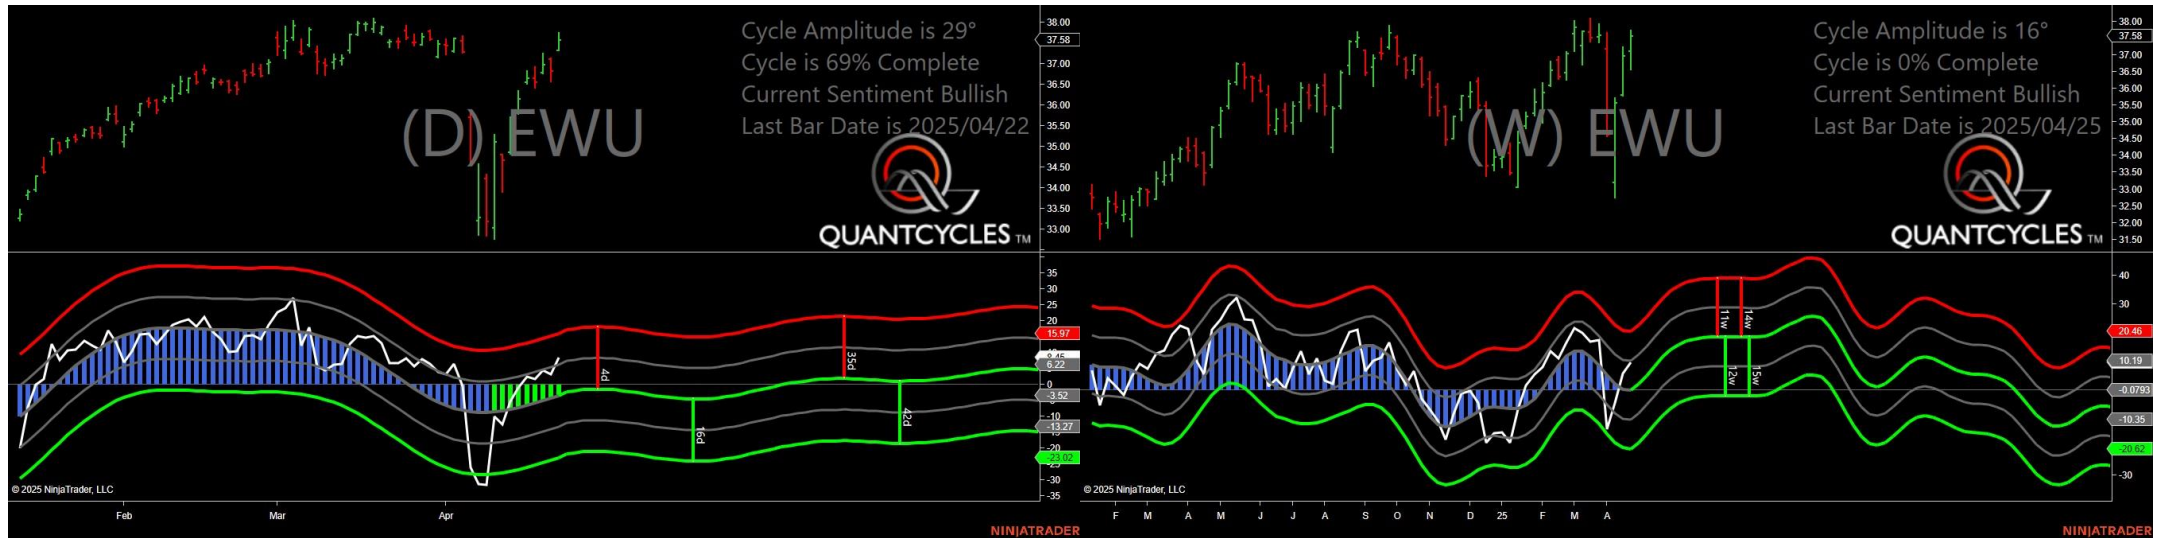 Cycle Amplitude is 29°
Cycle is 69% Complete
Current Sentiment Bullish
Last Bar Date is 2025/04/22
(D) EWU
QUANTCYCLES TM
38.00
37.58
37.00
36.50
36.00
35.50
35.00
34.50
34.00
33.50
33.00
35
30
25
20
15.97
8.46
6.22
0
-3.52
-10
-13.27
-20
-23.02
-30
-35
4d
16d
35d
42d
© 2025 NinjaTrader, LLC
Feb Mar Apr
NINJATRADER
Cycle Amplitude is 16°
Cycle is 0% Complete
Current Sentiment Bullish
Last Bar Date is 2025/04/25
(W) EWU
QUANTCYCLES TM
38.00
37.58
37.00
36.50
36.00
35.50
35.00
34.50
34.00
33.50
33.00
32.50
32.00
31.50
40
30
20.46
10.19
-0.0793
-10.35
-20.62
-30
11w 14w
12w 15w
© 2025 NinjaTrader, LLC
F M A M J J A S O N D 25 F M A
NINJATRADER